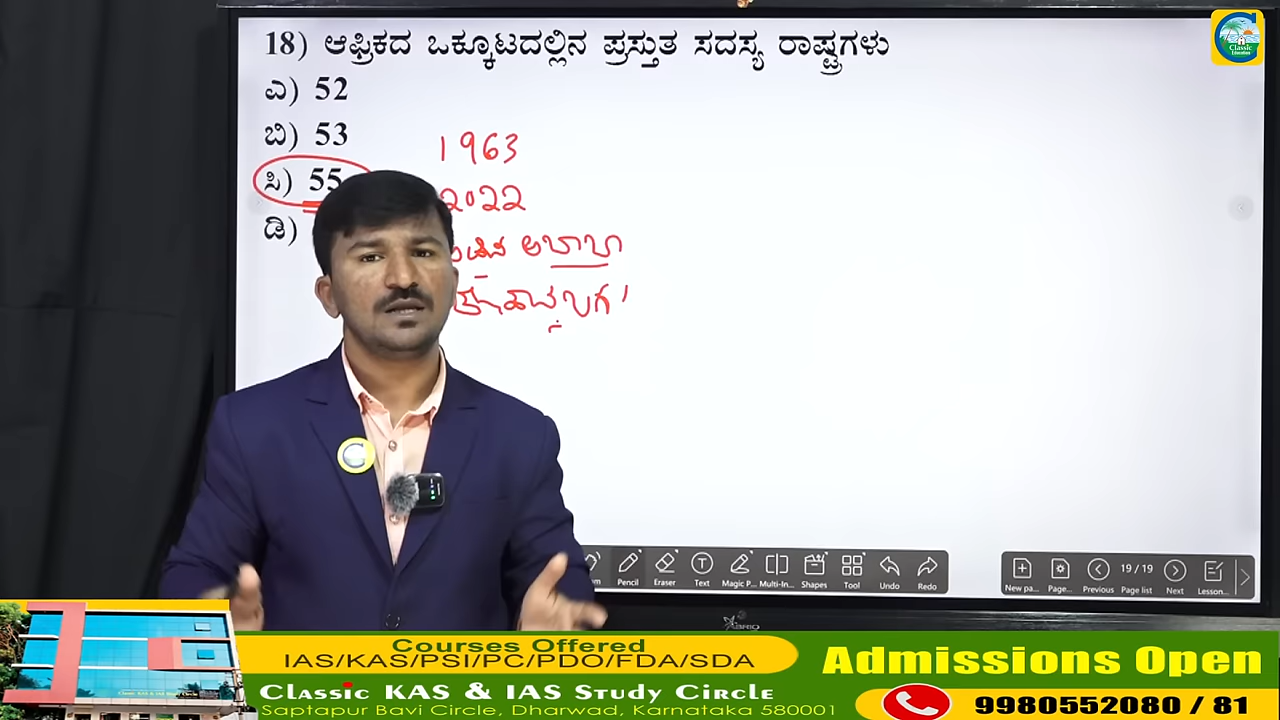 18) ಆಫ್ರಿಕದ ಒಕ್ಕೂಟದಲ್ಲಿನ ಪ್ರಸ್ತುತ ಸದಸ್ಯ ರಾಷ್ಟ್ರಗಳು
ಎ) 52
ಬಿ) 53
ಸಿ) 55
ಡಿ)
1963
2022
ಅಬಾಬಾ
Classic
Education
Pencil
Eraser
Text
Magic P...
Multi-In...
Shapes
Tool
Undo
Redo
New pa...
Page...
Previous
19/19
Page list
Next
Lesson...
Courses Offered
IAS/KAS/PSI/PC/PDO/FDA/SDA
Classic KAS & IAS Study Circle
Saptapur Bavi Circle, Dharwad, Karnataka 580001
Admissions Open
9980552080 / 81